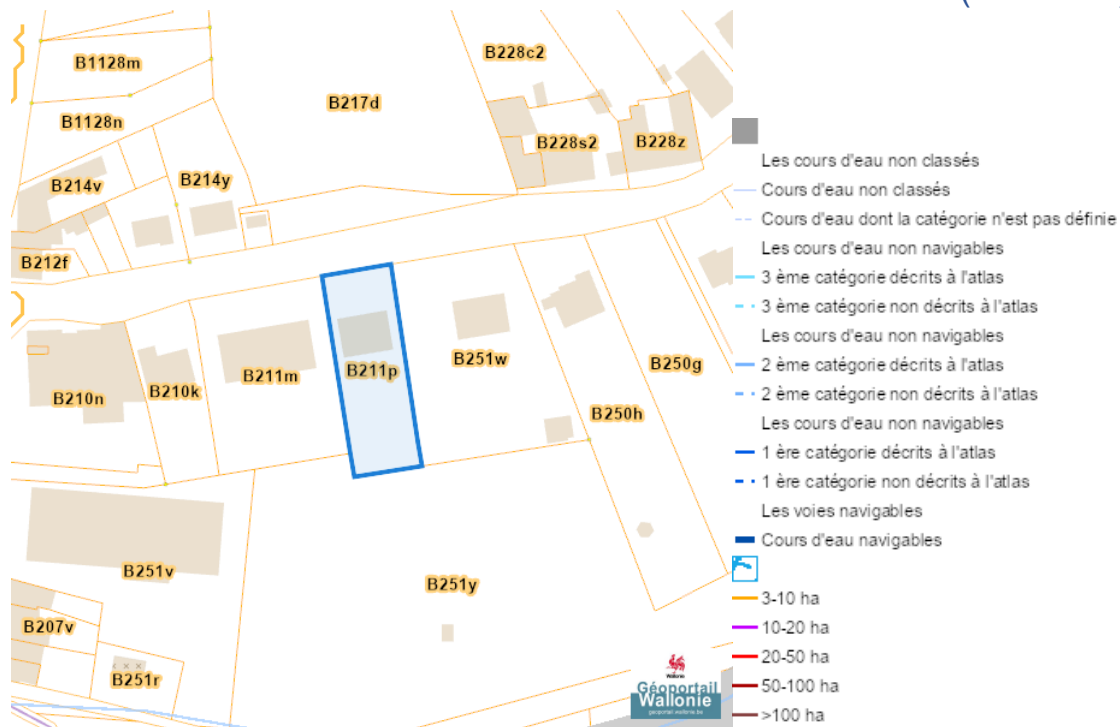 B228c2
B1128m
B217d
B1128n
B228s2
B228z
B214v
B214y
B212f
B251w
B211m
B211p
B250g
B210k
B210n
B250h
B251v
B251y
B207v
B251r
Wallonie
Géoportail
Wallonie
geoportail.wallonie.be
Les cours d'eau non classés
Cours d'eau non classés
Cours d'eau dont la catégorie n'est pas définie
Les cours d'eau non navigables
3 ème catégorie décrits à l'atlas
3 ème catégorie non décrits à l'atlas
Les cours d'eau non navigables
2 ème catégorie décrits à l'atlas
2 ème catégorie non décrits à l'atlas
Les cours d'eau non navigables
1 ère catégorie décrits à l'atlas
1 ère catégorie non décrits à l'atlas
Les voies navigables
Cours d'eau navigables
3-10 ha
10-20 ha
20-50 ha
50-100 ha
>100 ha